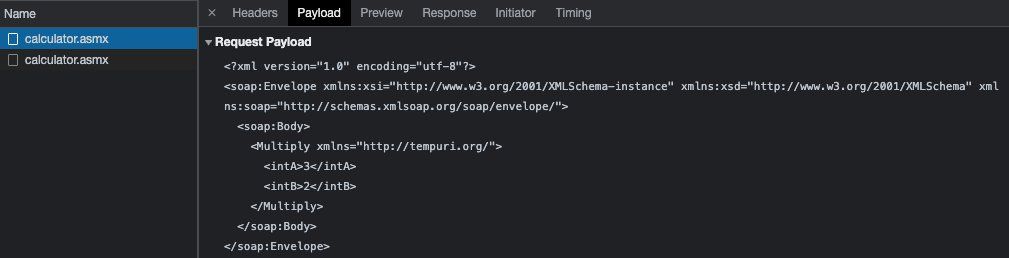 Name
calculator.asmx
calculator.asmx
× Headers Payload Preview Response Initiator Timing
Request Payload
<?xml version="1.0" encoding="utf-8"?>
<soap:Envelope xmlns:xsi="http://www.w3.org/2001/XMLSchema-instance" xmlns:xsd="http://www.w3.org/2001/XMLSchema" xml
ns:soap="http://schemas.xmlsoap.org/soap/envelope/">
<soap:Body>
<Multiply xmlns="http://tempuri.org/">
<intA>3</intA>
<intB>2</intB>
</Multiply>
</soap:Body>
</soap:Envelope>